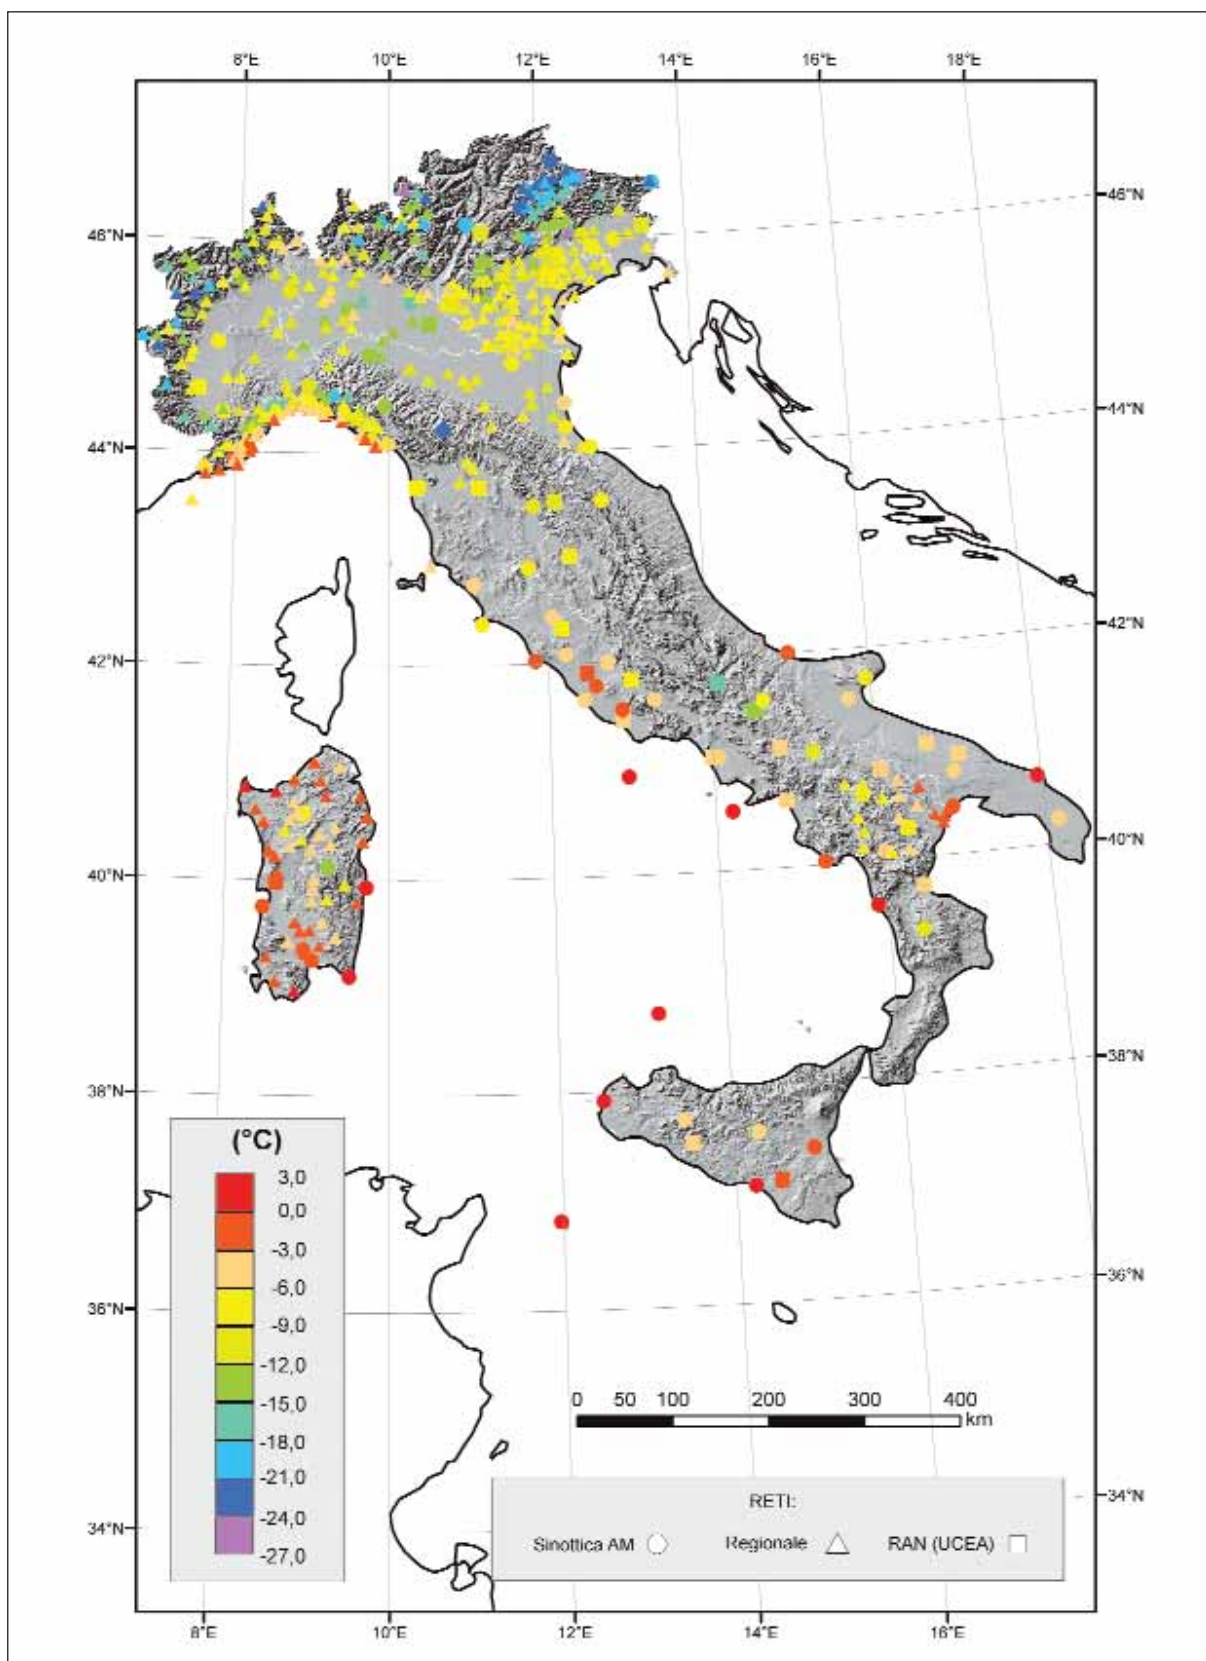 8°E 10°E 12°E 14°E 16°E 18°E
46°N 46°N
44°N 44°N
42°N 42°N
40°N 40°N
38°N 38°N
36°N 36°N
34°N 34°N
(°C)
3,0
0,0
-3,0
-6,0
-9,0
-12,0
-15,0
-18,0
-21,0
-24,0
-27,0
0 50 100 200 300 400
km
RETI:
Sinottica AM Regionale RAN (UCEA)
8°E 10°E 12°E 14°E 16°E